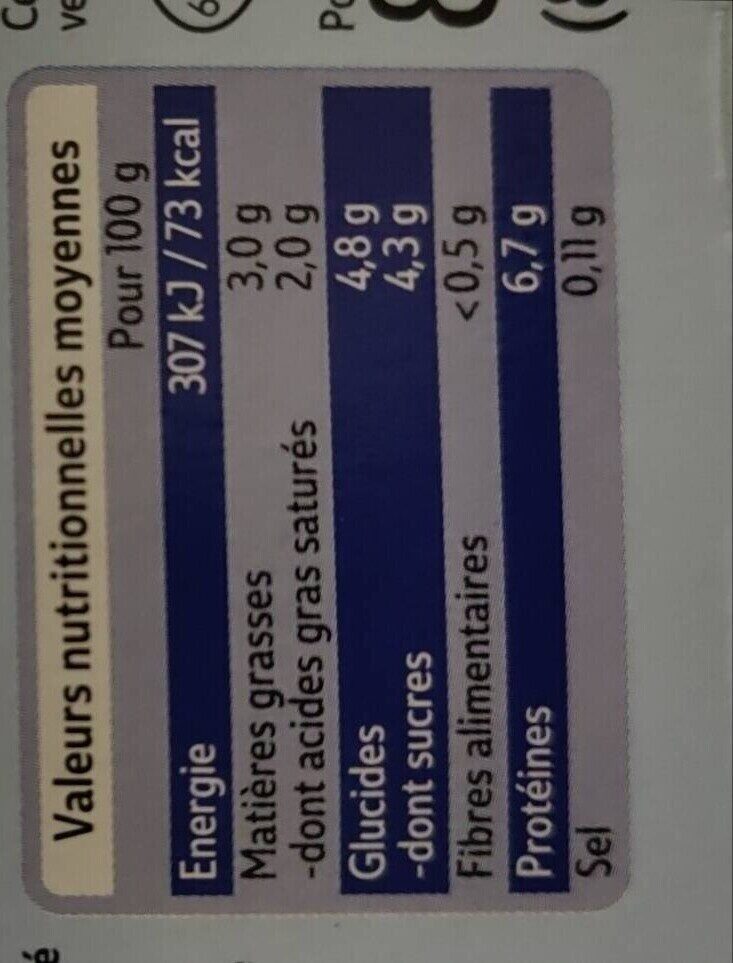 Valeurs nutritionnelles moyennes
Pour 100 g
Energie 307 kJ / 73 kcal
Matières grasses 3,0 g
-dont acides gras saturés 2,0 g
Glucides 4,8 g
-dont sucres 4,3 g
Fibres alimentaires <0,5 g
Protéines 6,7 g
Sel 0,11 g